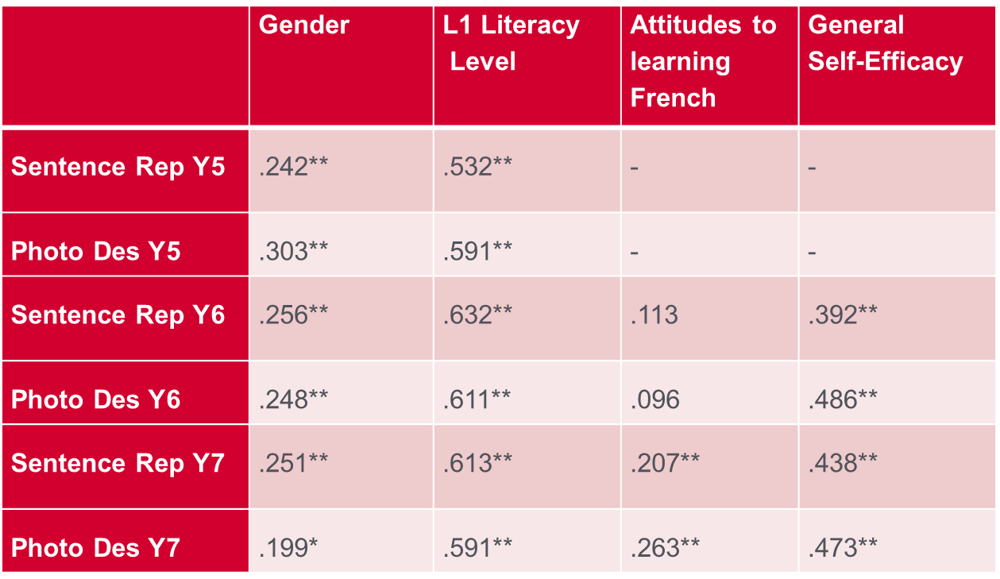 Gender L1 Literacy Level Attitudes to learning French General Self-Efficacy
Sentence Rep Y5 .242** .532** - -
Photo Des Y5 .303** .591** - -
Sentence Rep Y6 .256** .632** .113 .392**
Photo Des Y6 .248** .611** .096 .486**
Sentence Rep Y7 .251** .613** .207** .438**
Photo Des Y7 .199* .591** .263** .473**